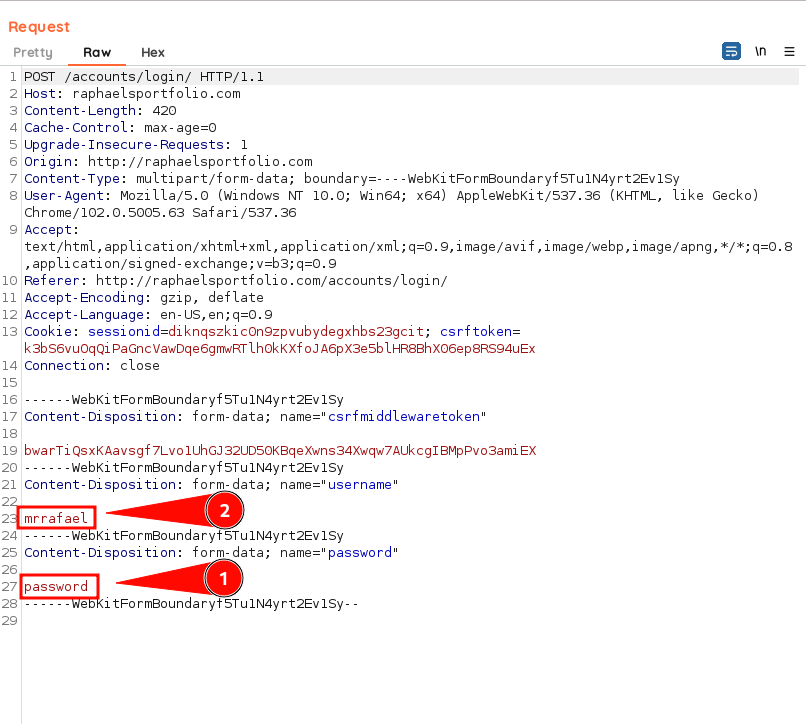 Request
Pretty Raw Hex \n
1 POST /accounts/login/ HTTP/1.1
2 Host: raphaelsportfolio.com
3 Content-Length: 420
4 Cache-Control: max-age=0
5 Upgrade-Insecure-Requests: 1
6 Origin: http://raphaelsportfolio.com
7 Content-Type: multipart/form-data; boundary=----WebKitFormBoundaryf5Tu1N4yrt2Ev1Sy
8 User-Agent: Mozilla/5.0 (Windows NT 10.0; Win64; x64) AppleWebKit/537.36 (KHTML, like Gecko)
Chrome/102.0.5005.63 Safari/537.36
9 Accept:
text/html,application/xhtml+xml,application/xml;q=0.9,image/avif,image/webp,image/apng,*/*;q=0.8
,application/signed-exchange;v=b3;q=0.9
10 Referer: http://raphaelsportfolio.com/accounts/login/
11 Accept-Encoding: gzip, deflate
12 Accept-Language: en-US,en;q=0.9
13 Cookie: sessionid=diknqszkic0n9zpvubydegxhbs23gcit; csrftoken=
k3bS6vuOqQiPaGncVawDqe6gmwRTlh0kKXfoJA6pX3e5blHR8BhX06ep8RS94uEx
14 Connection: close
15
16 ------WebKitFormBoundaryf5Tu1N4yrt2Ev1Sy
17 Content-Disposition: form-data; name="csrfmiddlewaretoken"
18
19 bwarTiQsxKAavsgf7Lvo1UhGJ32UD50KBqeXwns34Xwqw7AUkcgIBMpPvo3amiEX
20 ------WebKitFormBoundaryf5Tu1N4yrt2Ev1Sy
21 Content-Disposition: form-data; name="username"
22
23 mrrafael 2
24 ------WebKitFormBoundaryf5Tu1N4yrt2Ev1Sy
25 Content-Disposition: form-data; name="password"
26
27 password 1
28 ------WebKitFormBoundaryf5Tu1N4yrt2Ev1Sy--
29